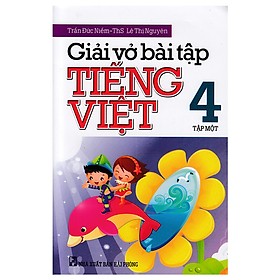 Trần Đức Niềm - ThS Lê Thị Nguyên
Giải vở bài tập
TIẾNG
VIỆT
4
TẬP MỘT
NHÀ XUẤT BẢN HẢI PHÒNG